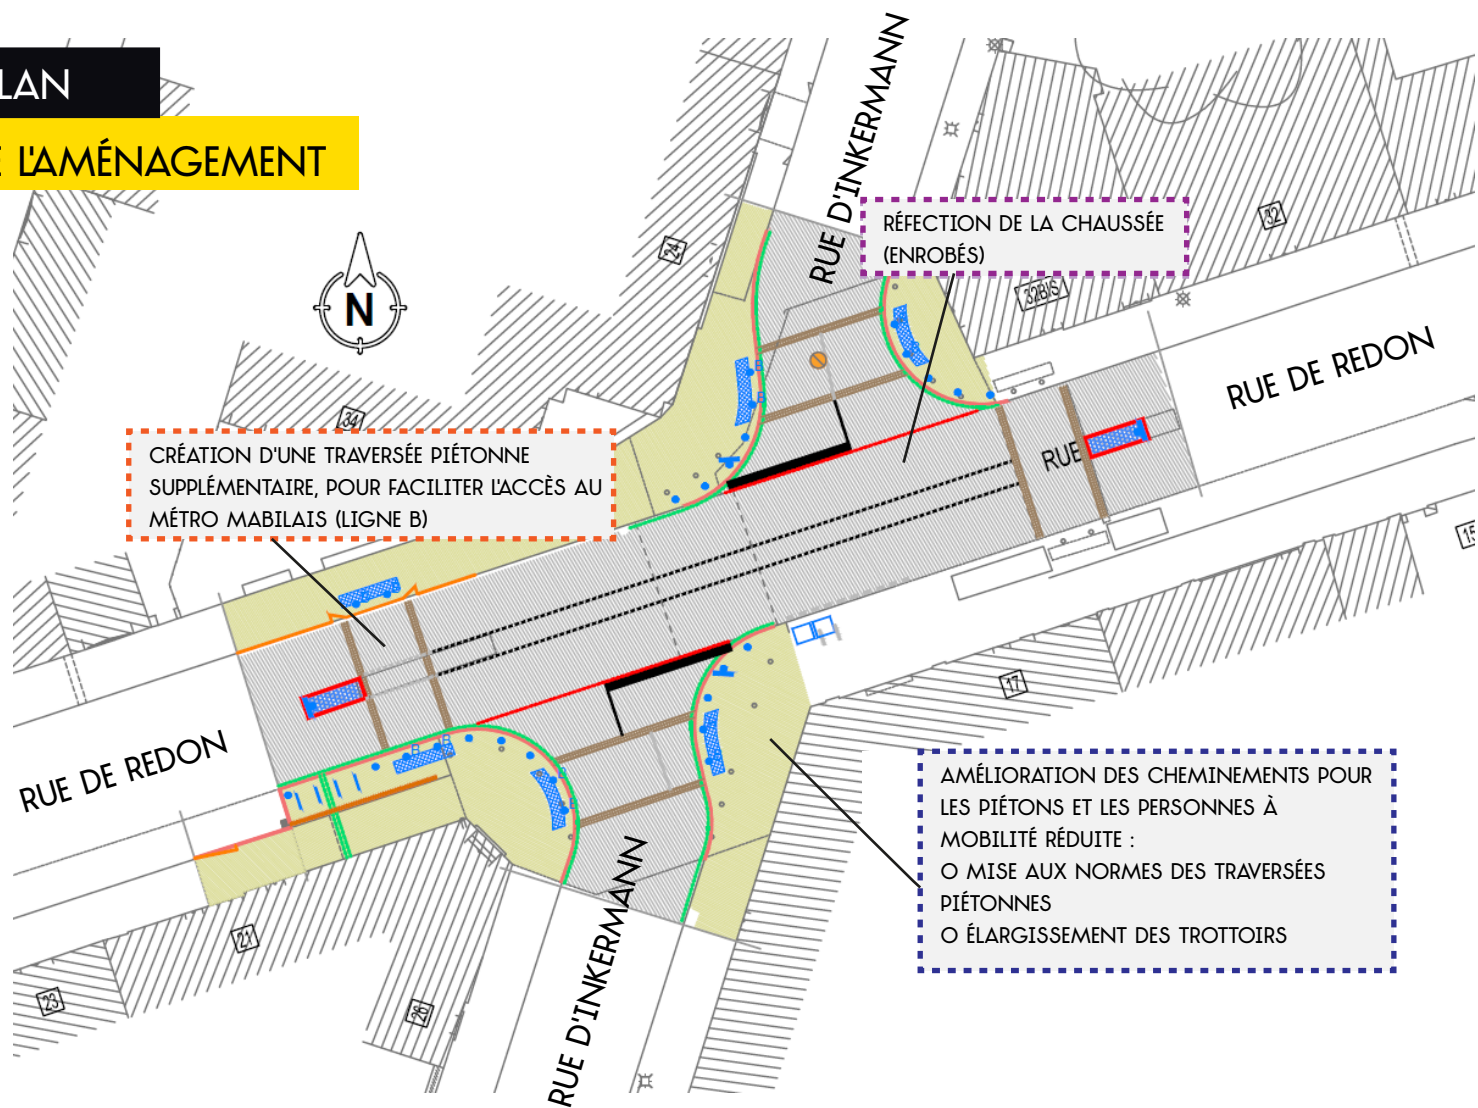 LAN
E L'AMÉNAGEMENT
RUE D'INKERMANN
RÉFECTION DE LA CHAUSSÉE
(ENROBÉS)
32
24
32BIS
N
RUE DE REDON
34
CRÉATION D'UNE TRAVERSÉE PIÉTONNE
SUPPLÉMENTAIRE, POUR FACILITER L'ACCÈS AU
MÉTRO MABILAIS (LIGNE B)
B
B
B
RUE
15
17
RUE DE REDON
B
B
B
B
AMÉLIORATION DES CHEMINEMENTS POUR
LES PIÉTONS ET LES PERSONNES À
MOBILITÉ RÉDUITE :
O MISE AUX NORMES DES TRAVERSÉES
PIÉTONNES
O ÉLARGISSEMENT DES TROTTOIRS
RUE D'INKERMANN
21
23
26